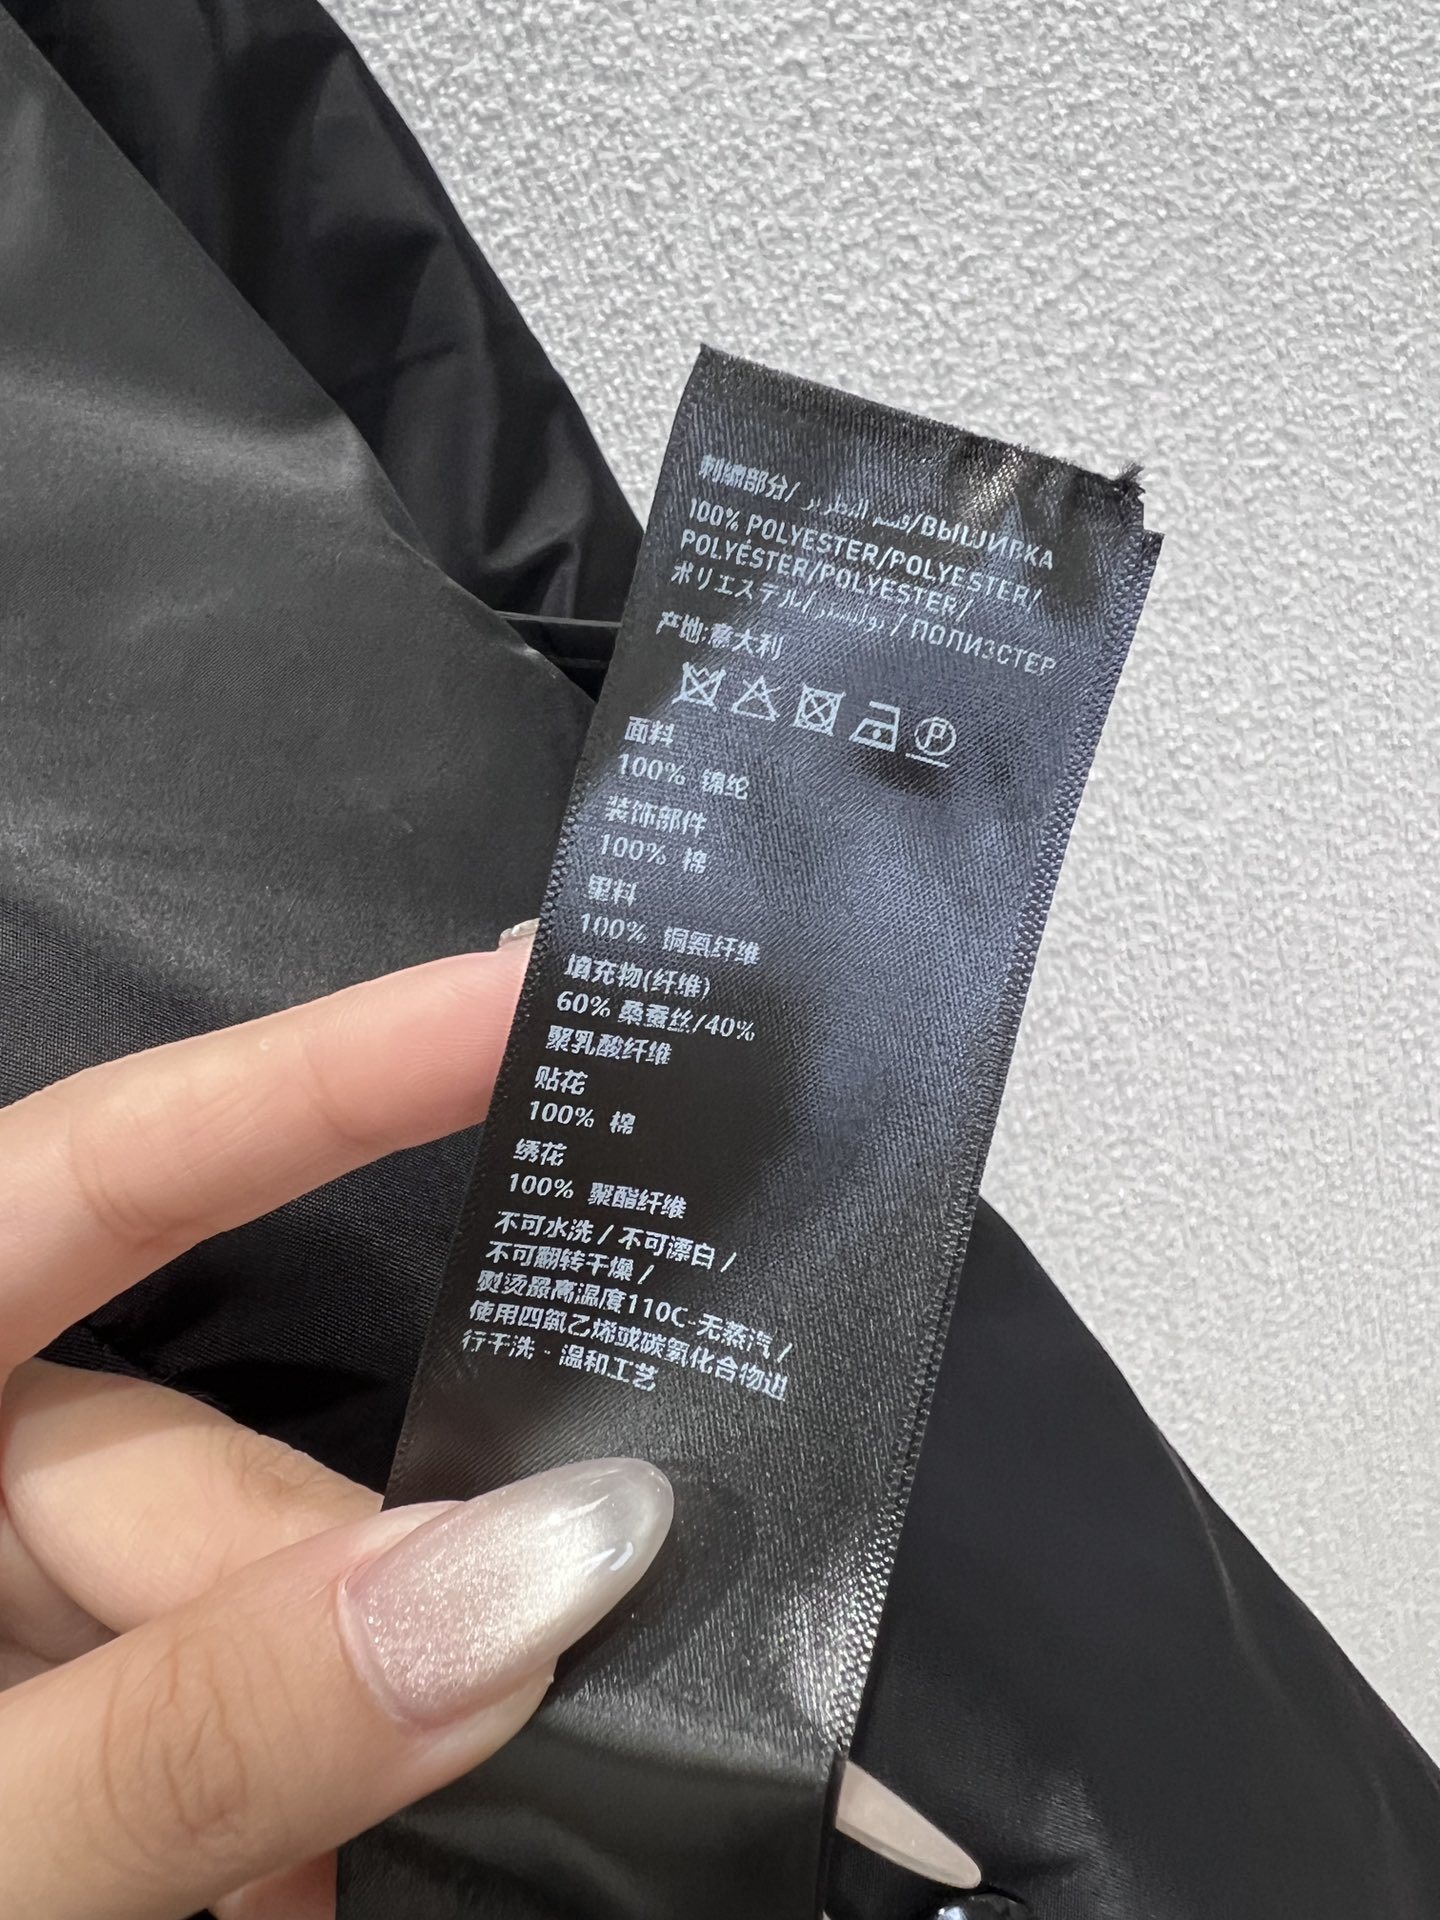 刺繍部分/ قسم التطريز/ВЫШИВКА
100% POLYESTER/POLYESTER/
POLYÉSTER/POLYESTER/
ポリエステル/بوليستر/ПОЛИЭСТЕР
产地:意大利
P
面料
100% 锦纶
装饰部件
100% 棉
里料
100% 铜氨纤维
填充物(纤维)
60% 桑蚕丝/40%
聚乳酸纤维
贴花
100% 棉
绣花
100% 聚酯纤维
不可水洗 / 不可漂白 /
不可翻转干燥 /
熨烫最高温度110C-无蒸汽 /
使用四氯乙烯或碳氢化合物进
行干洗 - 温和工艺